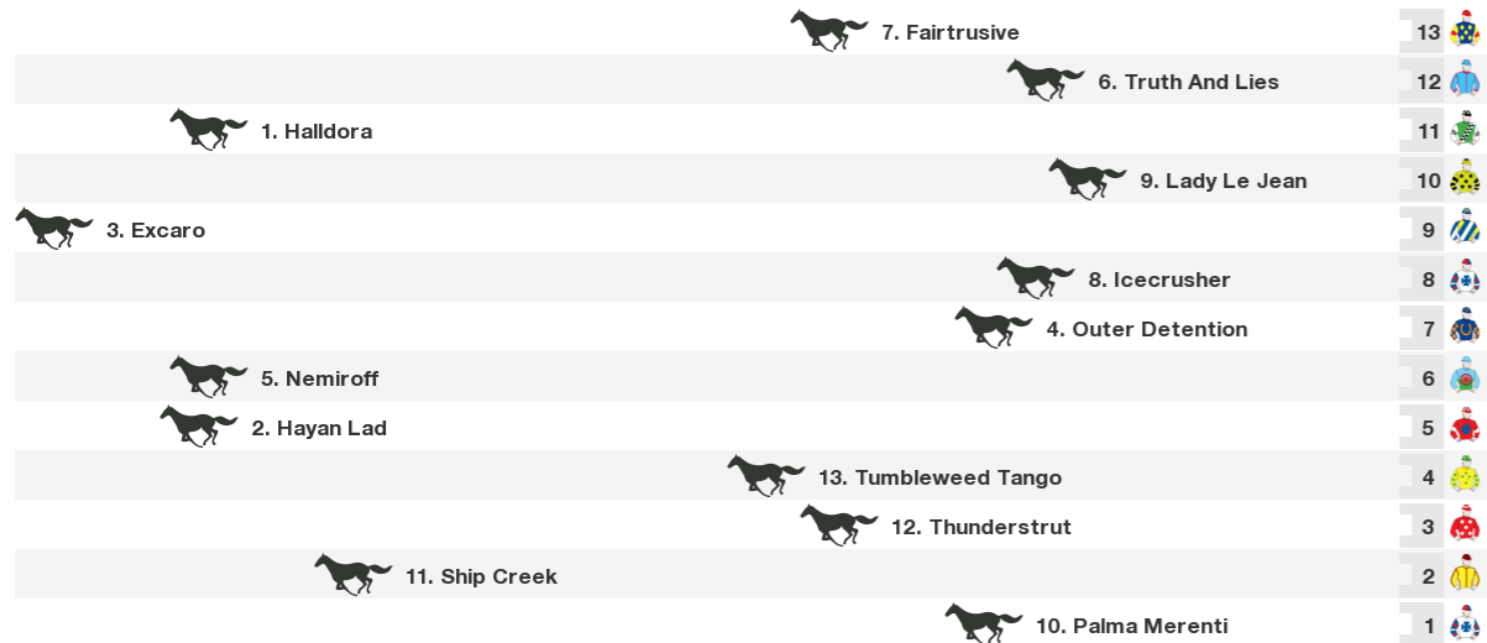 7. Fairtrusive 13
6. Truth And Lies 12
1. Halldora 11
9. Lady Le Jean 10
3. Excaro 9
8. Icecrusher 8
4. Outer Detention 7
5. Nemiroff 6
2. Hayan Lad 5
13. Tumbleweed Tango 4
12. Thunderstrut 3
11. Ship Creek 2
10. Palma Merenti 1